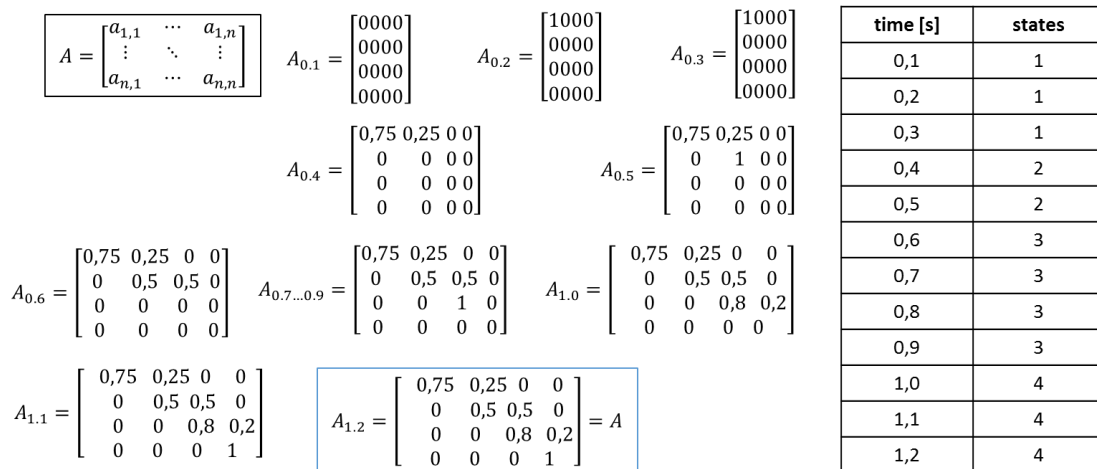 A = [a1,1 ⋯ a1,n
⋮ ⋱ ⋮
an,1 ⋯ an,n]
A0.1 = [0000
0000
0000
0000]
A0.2 = [1000
0000
0000
0000]
A0.3 = [1000
0000
0000
0000]
A0.4 = [0,75 0,25 0 0
0 0 0 0
0 0 0 0
0 0 0 0]
A0.5 = [0,75 0,25 0 0
0 1 0 0
0 0 0 0
0 0 0 0]
A0.6 = [0,75 0,25 0 0
0 0,5 0,5 0
0 0 0 0
0 0 0 0]
A0.7…0.9 = [0,75 0,25 0 0
0 0,5 0,5 0
0 0 1 0
0 0 0 0]
A1.0 = [0,75 0,25 0 0
0 0,5 0,5 0
0 0 0,8 0,2
0 0 0 0]
A1.1 = [0,75 0,25 0 0
0 0,5 0,5 0
0 0 0,8 0,2
0 0 0 1]
A1.2 = [0,75 0,25 0 0
0 0,5 0,5 0
0 0 0,8 0,2
0 0 0 1] = A
time [s] states
0,1 1
0,2 1
0,3 1
0,4 2
0,5 2
0,6 3
0,7 3
0,8 3
0,9 3
1,0 4
1,1 4
1,2 4